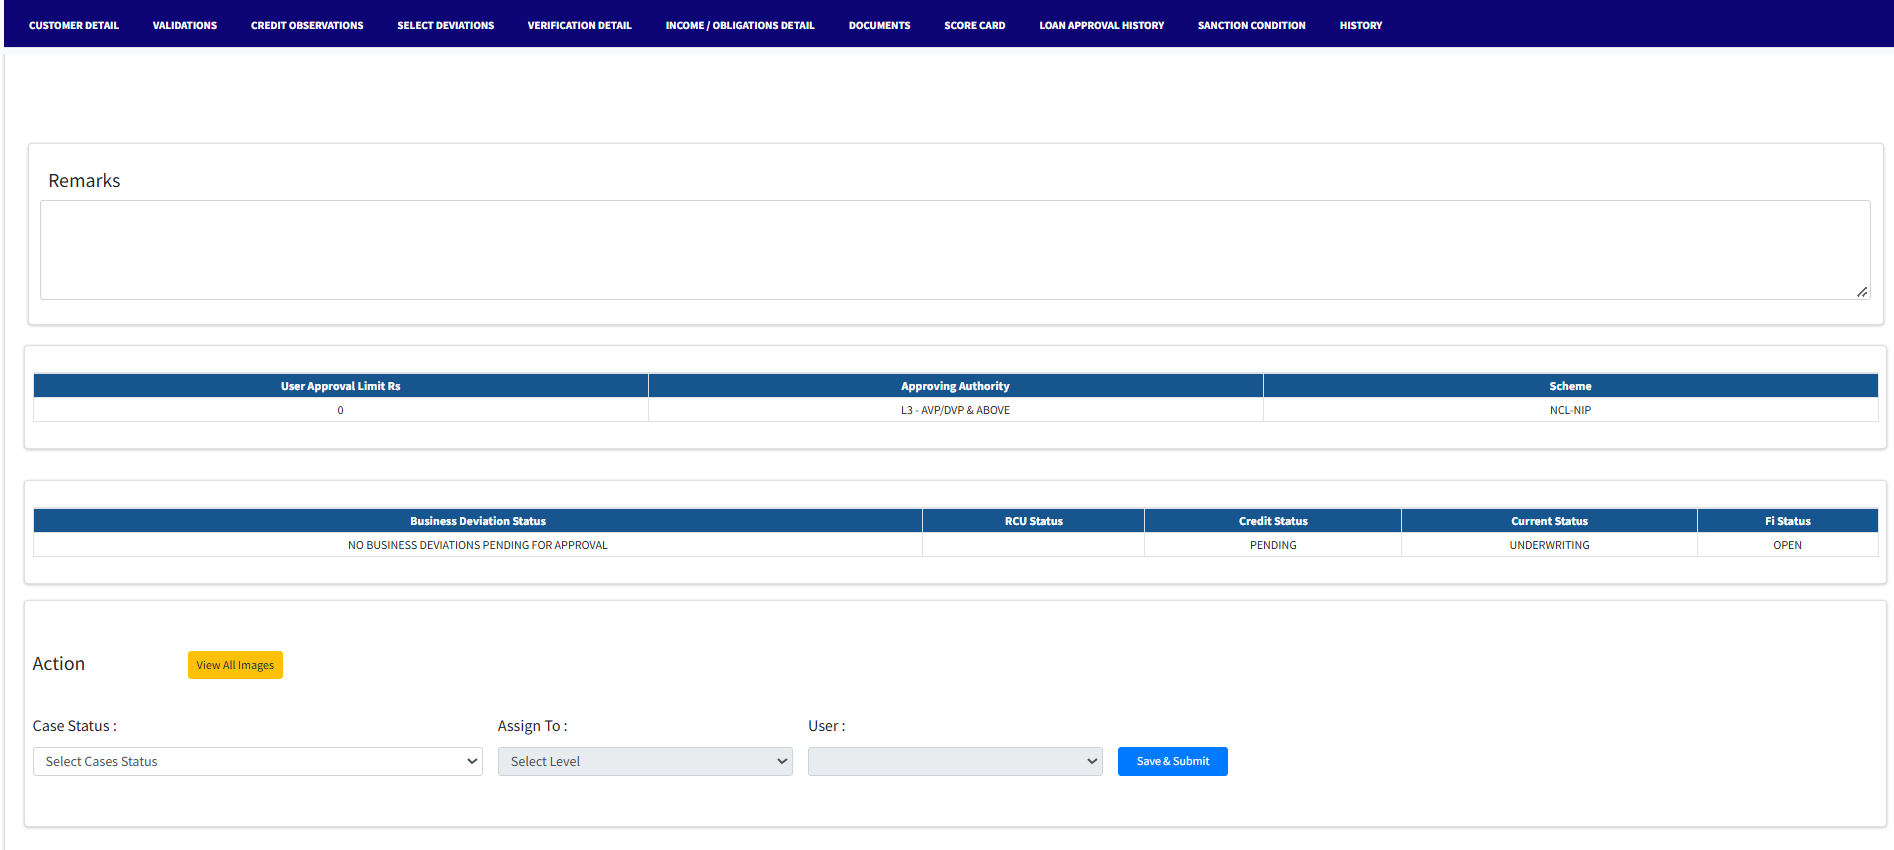 CUSTOMER DETAIL VALIDATIONS CREDIT OBSERVATIONS SELECT DEVIATIONS VERIFICATION DETAIL INCOME / OBLIGATIONS DETAIL DOCUMENTS SCORE CARD LOAN APPROVAL HISTORY SANCTION CONDITION HISTORY
Remarks
User Approval Limit Rs Approving Authority Scheme
0 L3 - AVP/DVP & ABOVE NCL-NIP
Business Deviation Status RCU Status Credit Status Current Status Fi Status
NO BUSINESS DEVIATIONS PENDING FOR APPROVAL PENDING UNDERWRITING OPEN
Action View All Images
Case Status : Assign To : User :
Select Cases Status Select Level Save & Submit